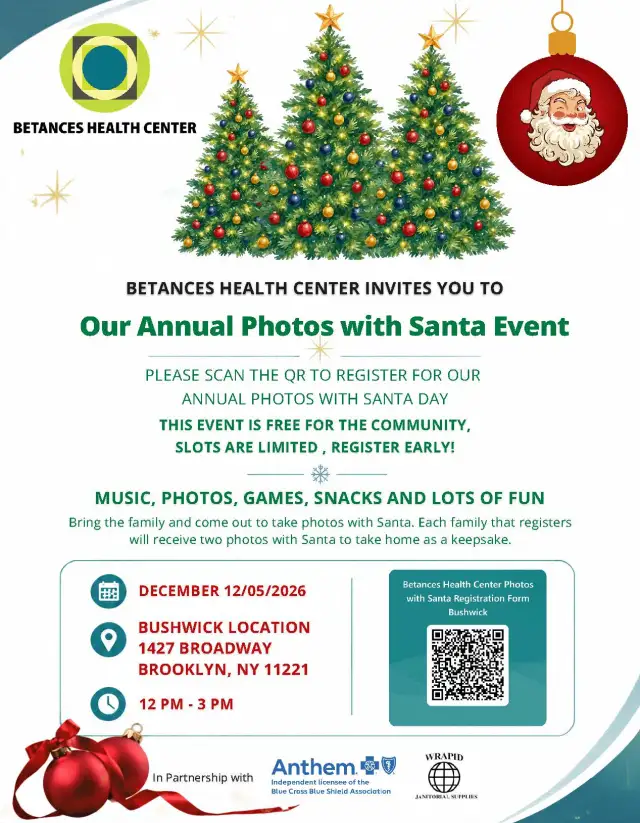 BETANCES HEALTH CENTER
BETANCES HEALTH CENTER INVITES YOU TO
Our Annual Photos with Santa Event
PLEASE SCAN THE QR TO REGISTER FOR OUR
ANNUAL PHOTOS WITH SANTA DAY
THIS EVENT IS FREE FOR THE COMMUNITY,
SLOTS ARE LIMITED , REGISTER EARLY!
MUSIC, PHOTOS, GAMES, SNACKS AND LOTS OF FUN
Bring the family and come out to take photos with Santa. Each family that registers
will receive two photos with Santa to take home as a keepsake.
DECEMBER 12/05/2026
BUSHWICK LOCATION
1427 BROADWAY
BROOKLYN, NY 11221
12 PM - 3 PM
Betances Health Center Photos
with Santa Registration Form
Bushwick
In Partnership with
Anthem
Independent licensee of the
Blue Cross Blue Shield Association
WRAPID
JANITORIAL SUPPLIES